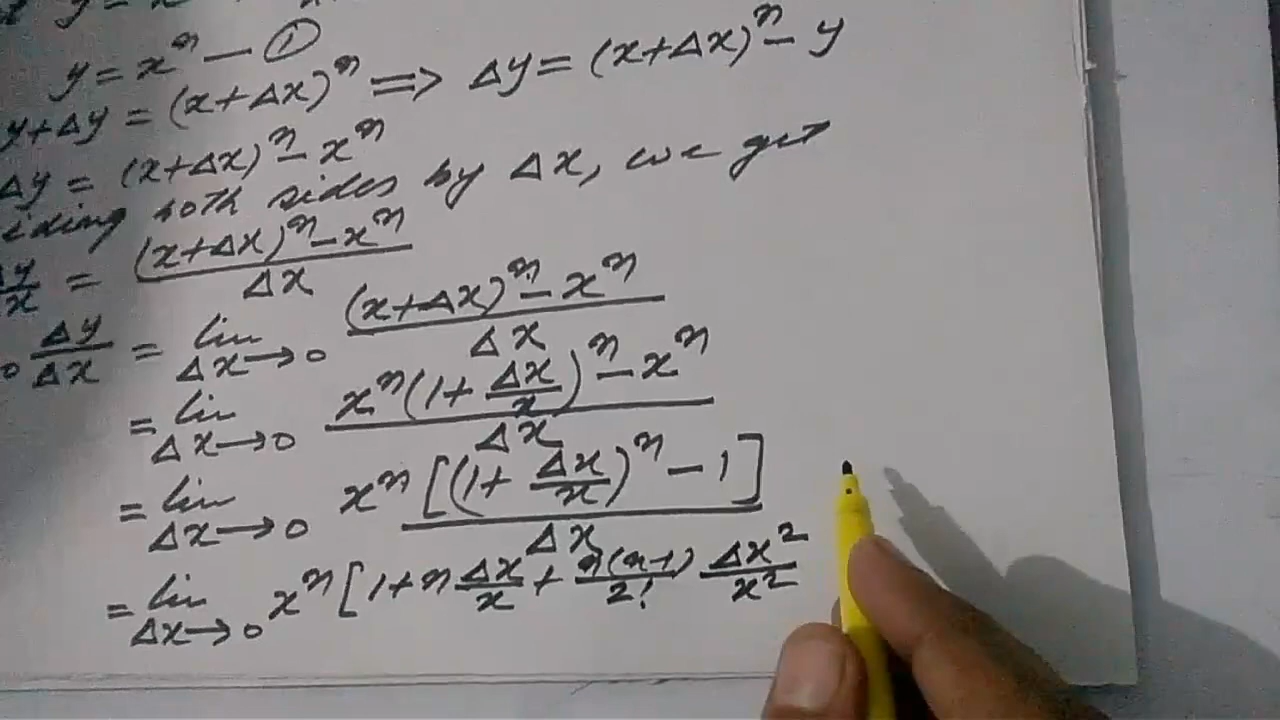 y = xⁿ — ①
y+Δy = (x+Δx)ⁿ ⟹ Δy = (x+Δx)ⁿ - y
Δy = (x+Δx)ⁿ - xⁿ
iding both sides by Δx, we get
Δy/x = ((x+Δx)ⁿ - xⁿ)/Δx
0 Δy/Δx = lim Δx→0 ((x+Δx)ⁿ - xⁿ)/Δx
= lim Δx→0 (xⁿ(1 + Δx/x)ⁿ - xⁿ)/Δx
= lim Δx→0 xⁿ[(1 + Δx/x)ⁿ - 1]/Δx
= lim Δx→0 xⁿ[1 + n Δx/x + n(n-1)/2! Δx²/x²